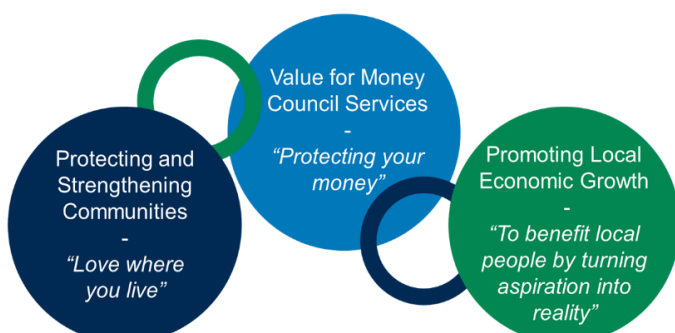 Protecting and
Strengthening
Communities
-
“Love where
you live”
Value for Money
Council Services
-
“Protecting your
money”
Promoting Local
Economic Growth
-
“To benefit local
people by turning
aspiration into
reality”